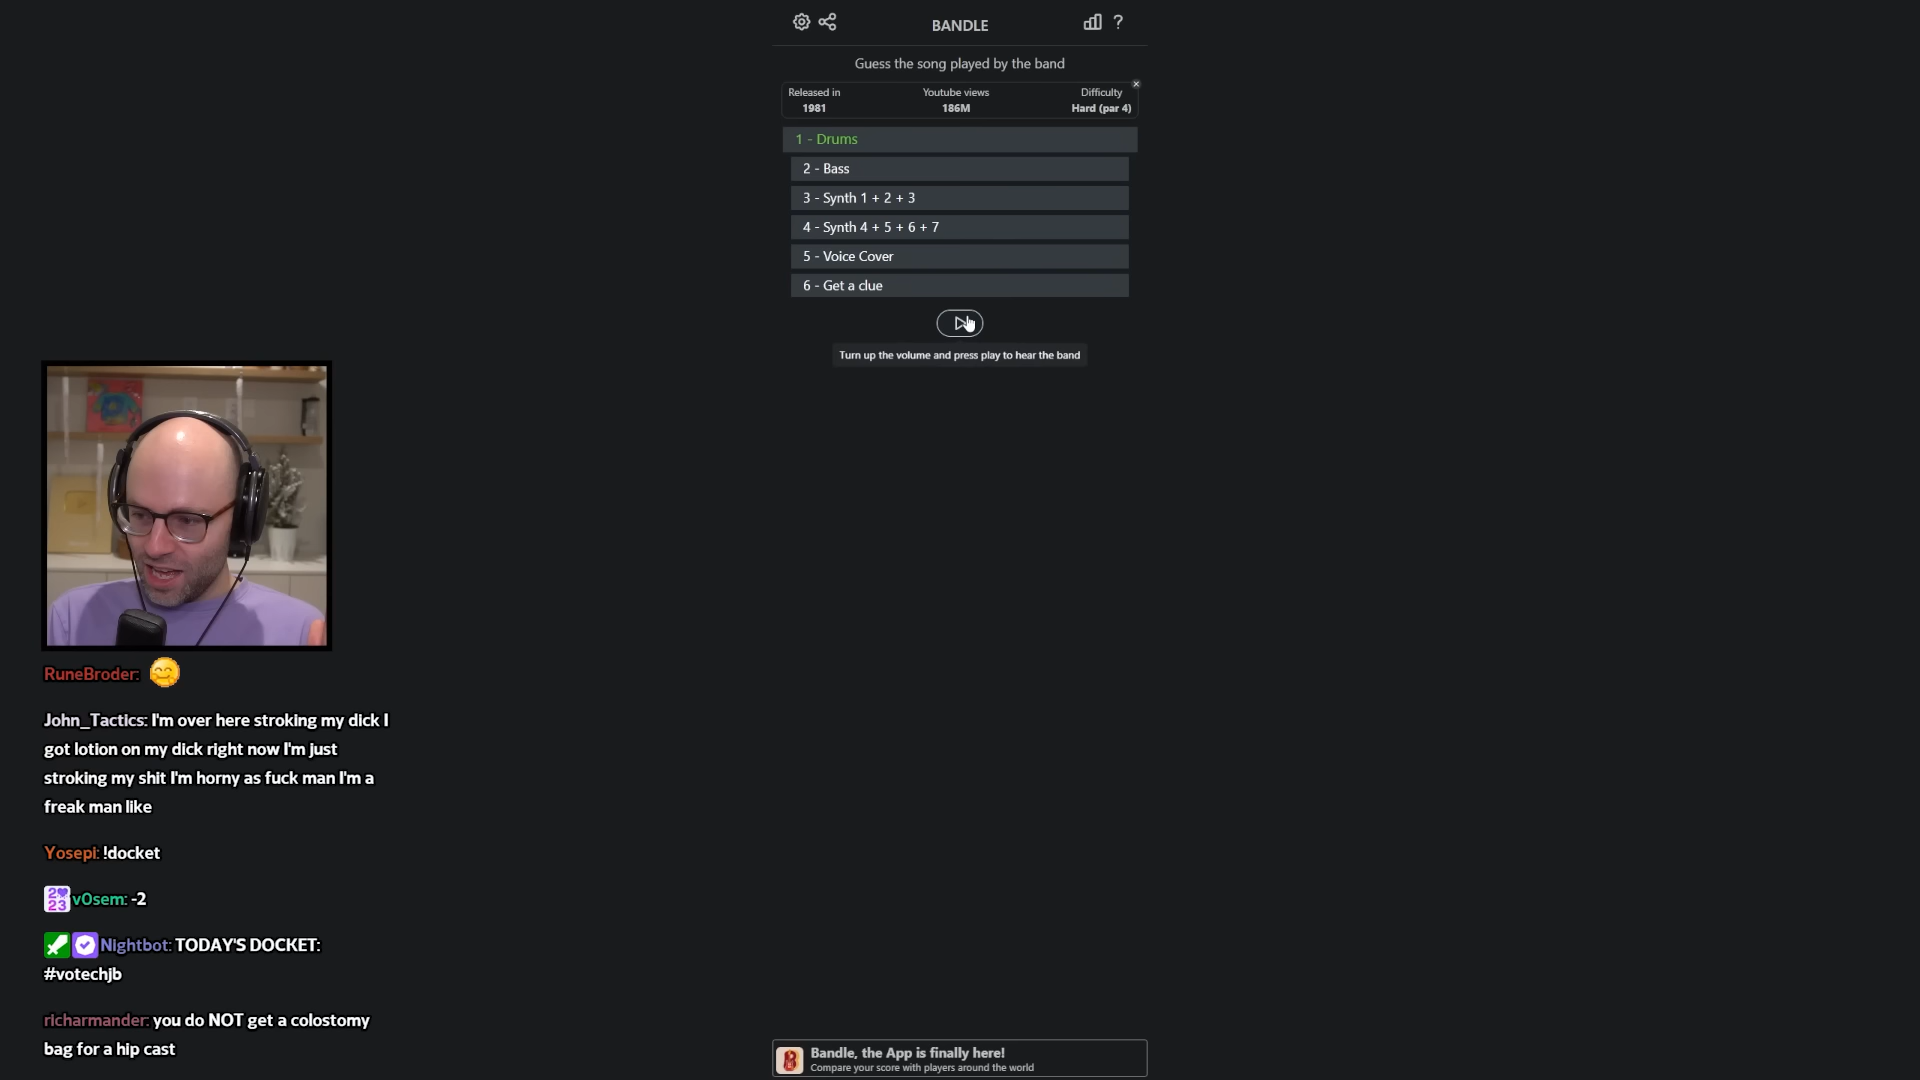 BANDLE
?
Guess the song played by the band
Released in
1981
Youtube views
186M
Difficulty
Hard (par 4)
1 - Drums
2 - Bass
3 - Synth 1 + 2 + 3
4 - Synth 4 + 5 + 6 + 7
5 - Voice Cover
6 - Get a clue
Turn up the volume and press play to hear the band
RuneBroder:
John_Tactics: I'm over here stroking my dick I
got lotion on my dick right now I'm just
stroking my shit I'm horny as fuck man I'm a
freak man like
Yosepi: !docket
2 23 v0sem: -2
Nightbot: TODAY'S DOCKET:
#votechjb
richarmander: you do NOT get a colostomy
bag for a hip cast
B
Bandle, the App is finally here!
Compare your score with players around the world